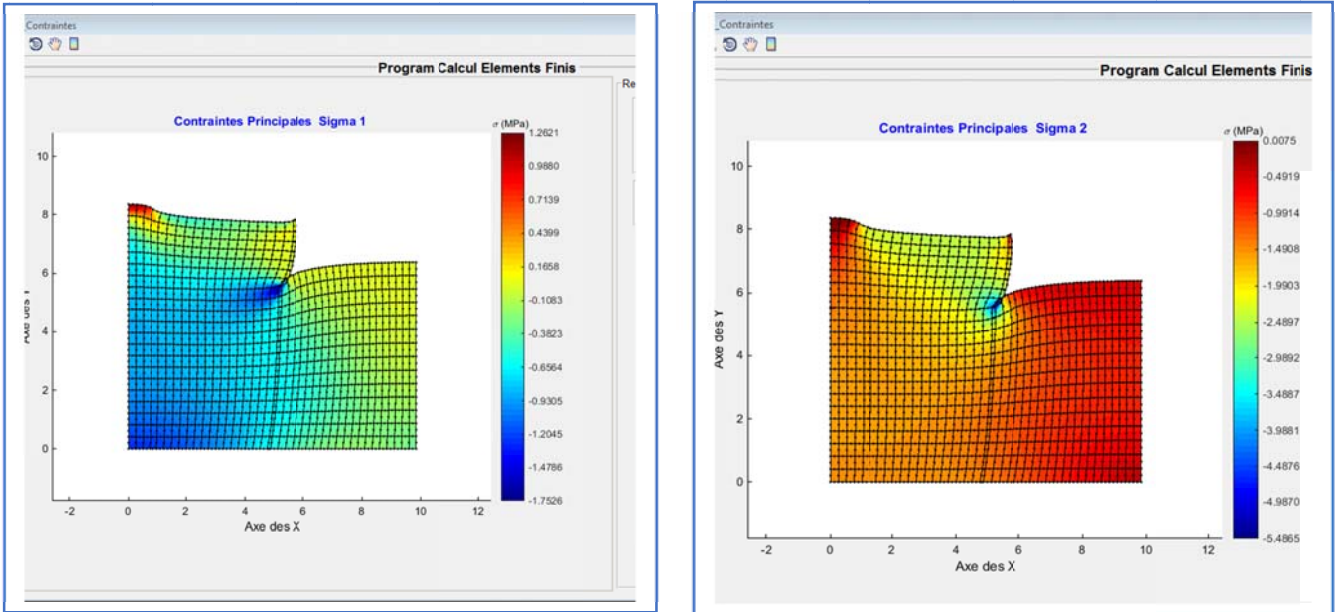 _Contraintes
Program Calcul Elements Finis
Re
Contraintes Principales Sigma 1
σ (MPa)
1.2621
0.9880
0.7139
0.4399
0.1658
-0.1083
-0.3823
-0.6564
-0.9305
-1.2045
-1.4786
-1.7526
10
8
6
4
2
0
Axe des Y
-2 0 2 4 6 8 10 12
Axe des X
_Contraintes
Program Calcul Elements Finis
Contraintes Principales Sigma 2
σ (MPa)
0.0075
-0.4919
-0.9914
-1.4908
-1.9903
-2.4897
-2.9892
-3.4887
-3.9881
-4.4876
-4.9870
-5.4865
10
8
6
4
2
0
Axe des Y
-2 0 2 4 6 8 10 12
Axe des X